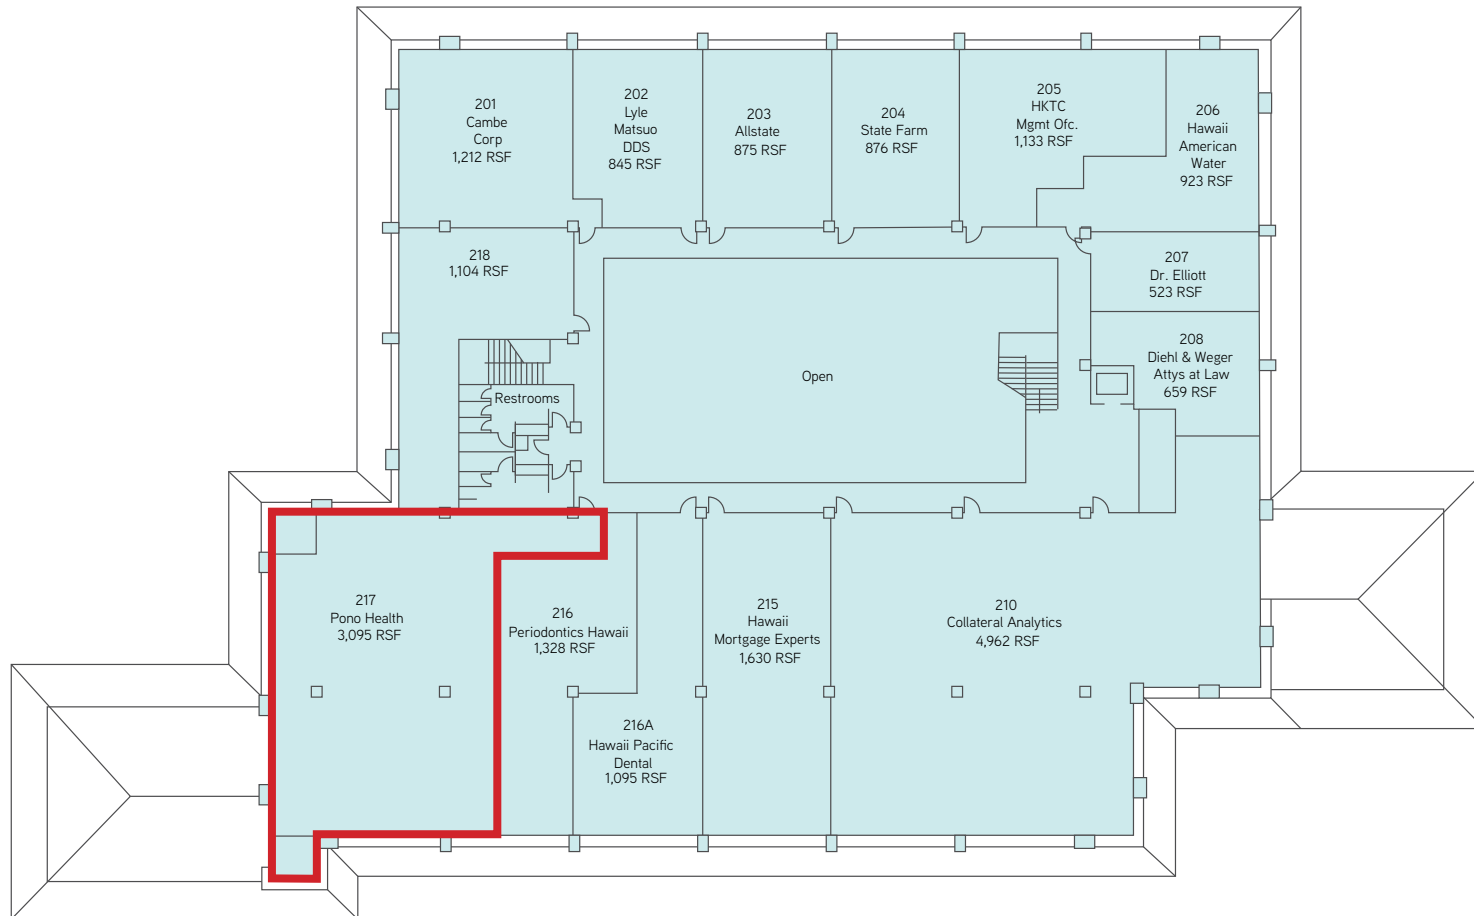 201
Cambe
Corp
1,212 RSF
202
Lyle
Matsuo
DDS
845 RSF
203
Allstate
875 RSF
204
State Farm
876 RSF
205
HKTC
Mgmt Ofc.
1,133 RSF
206
Hawaii
American
Water
923 RSF
218
1,104 RSF
207
Dr. Elliott
523 RSF
208
Diehl & Weger
Attys at Law
659 RSF
Open
Restrooms
217
Pono Health
3,095 RSF
216
Periodontics Hawaii
1,328 RSF
215
Hawaii
Mortgage Experts
1,630 RSF
210
Collateral Analytics
4,962 RSF
216A
Hawaii Pacific
Dental
1,095 RSF